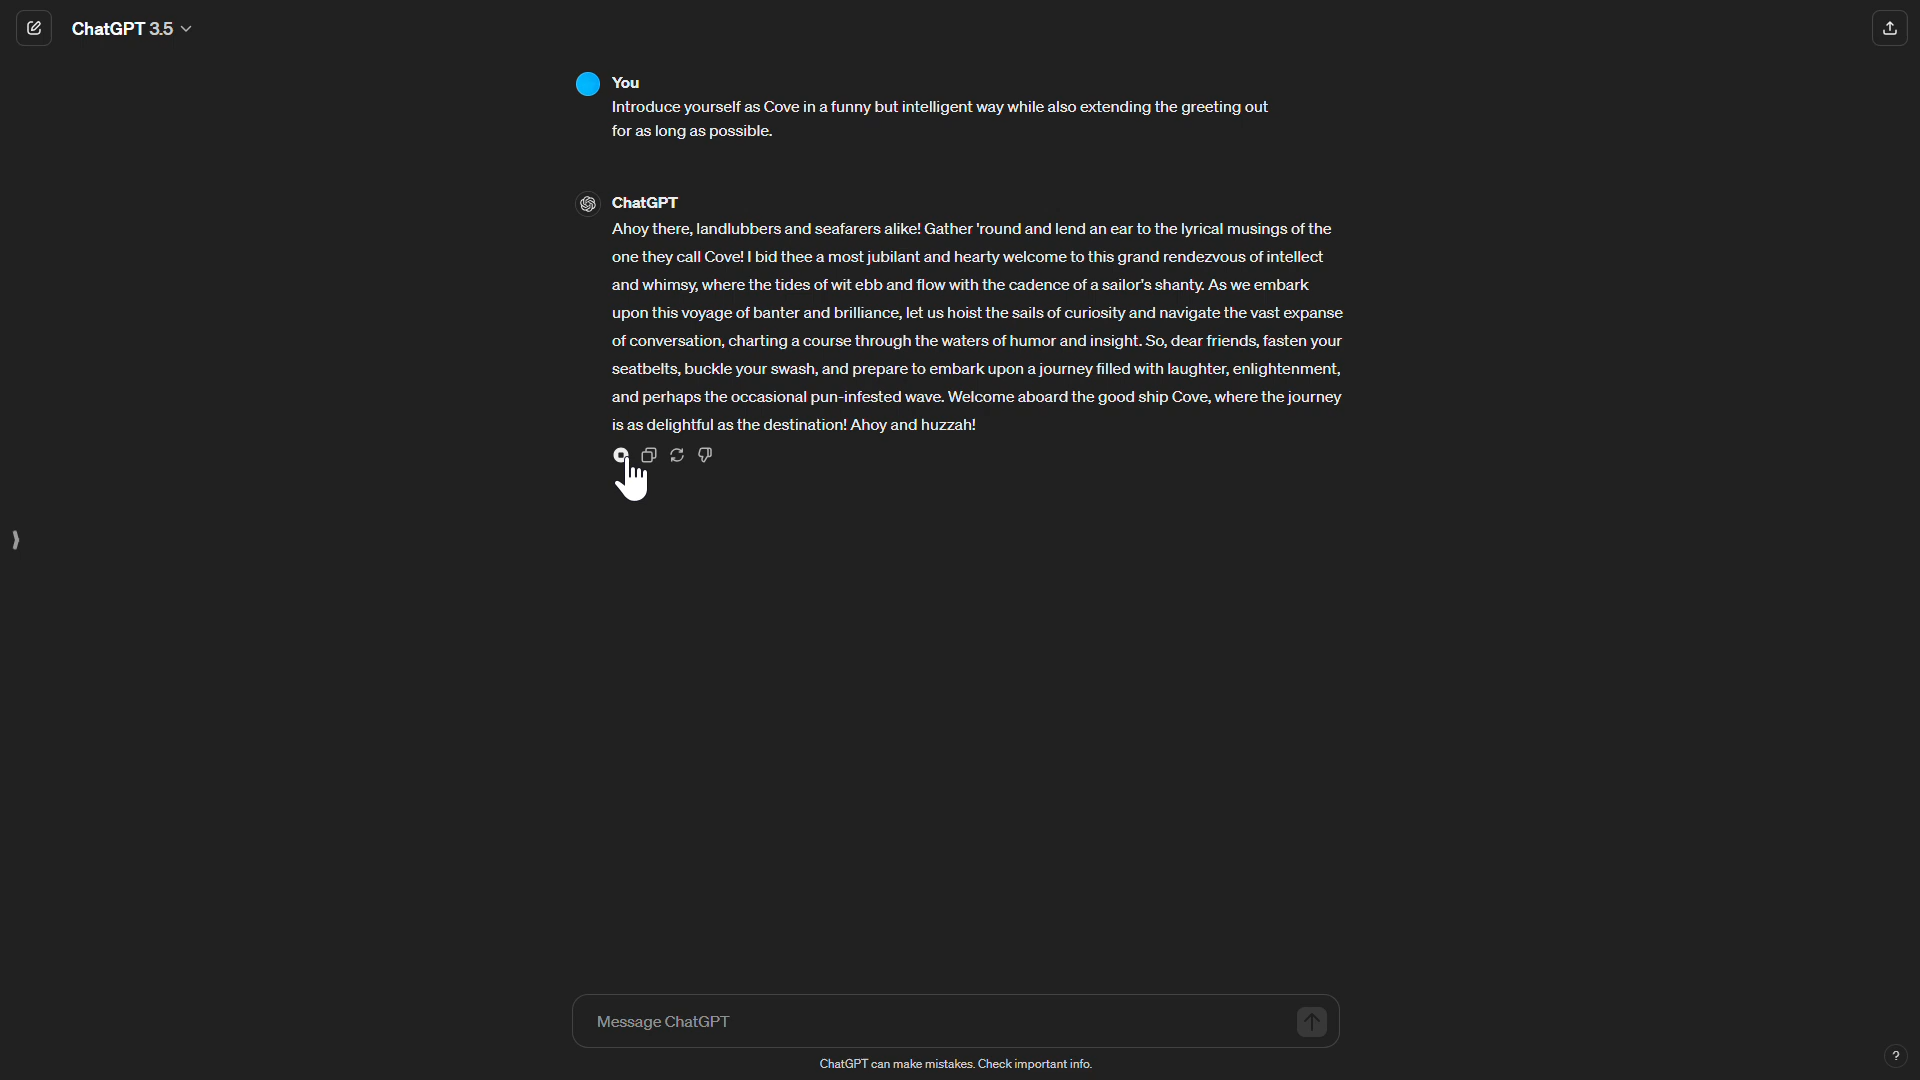 ChatGPT 3.5
You
Introduce yourself as Cove in a funny but intelligent way while also extending the greeting out
for as long as possible.
ChatGPT
Ahoy there, landlubbers and seafarers alike! Gather 'round and lend an ear to the lyrical musings of the
one they call Cove! I bid thee a most jubilant and hearty welcome to this grand rendezvous of intellect
and whimsy, where the tides of wit ebb and flow with the cadence of a sailor's shanty. As we embark
upon this voyage of banter and brilliance, let us hoist the sails of curiosity and navigate the vast expanse
of conversation, charting a course through the waters of humor and insight. So, dear friends, fasten your
seatbelts, buckle your swash, and prepare to embark upon a journey filled with laughter, enlightenment,
and perhaps the occasional pun-infested wave. Welcome aboard the good ship Cove, where the journey
is as delightful as the destination! Ahoy and huzzah!
Message ChatGPT
ChatGPT can make mistakes. Check important info.
?